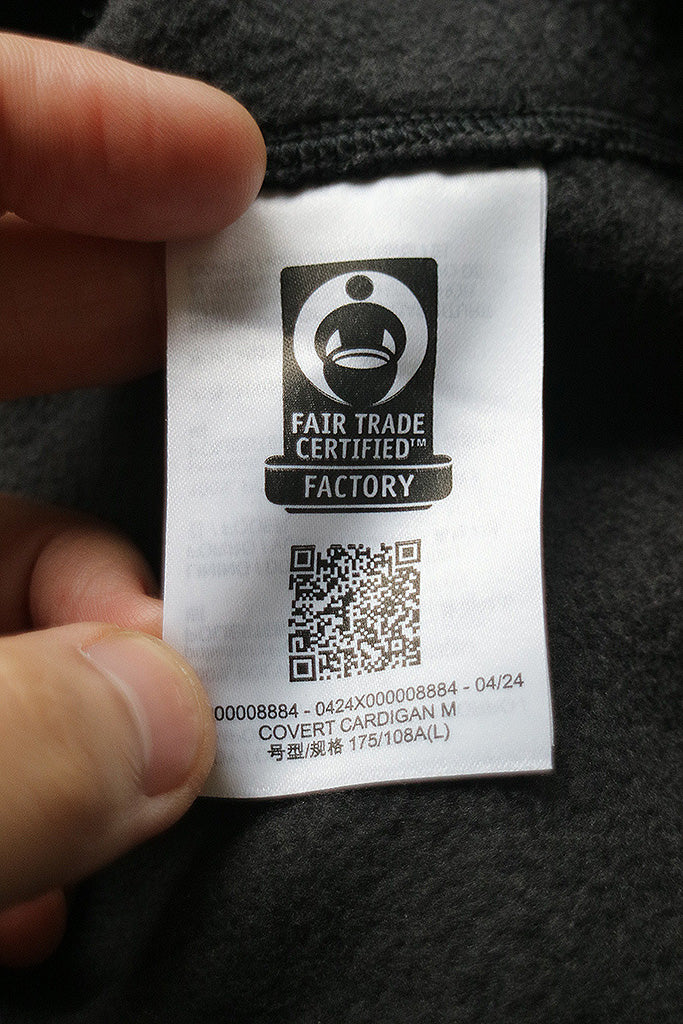 FAIR TRADE
CERTIFIED™
FACTORY
00008884 - 0424X000008884 - 04/24
COVERT CARDIGAN M
号型/规格 175/108A(L)